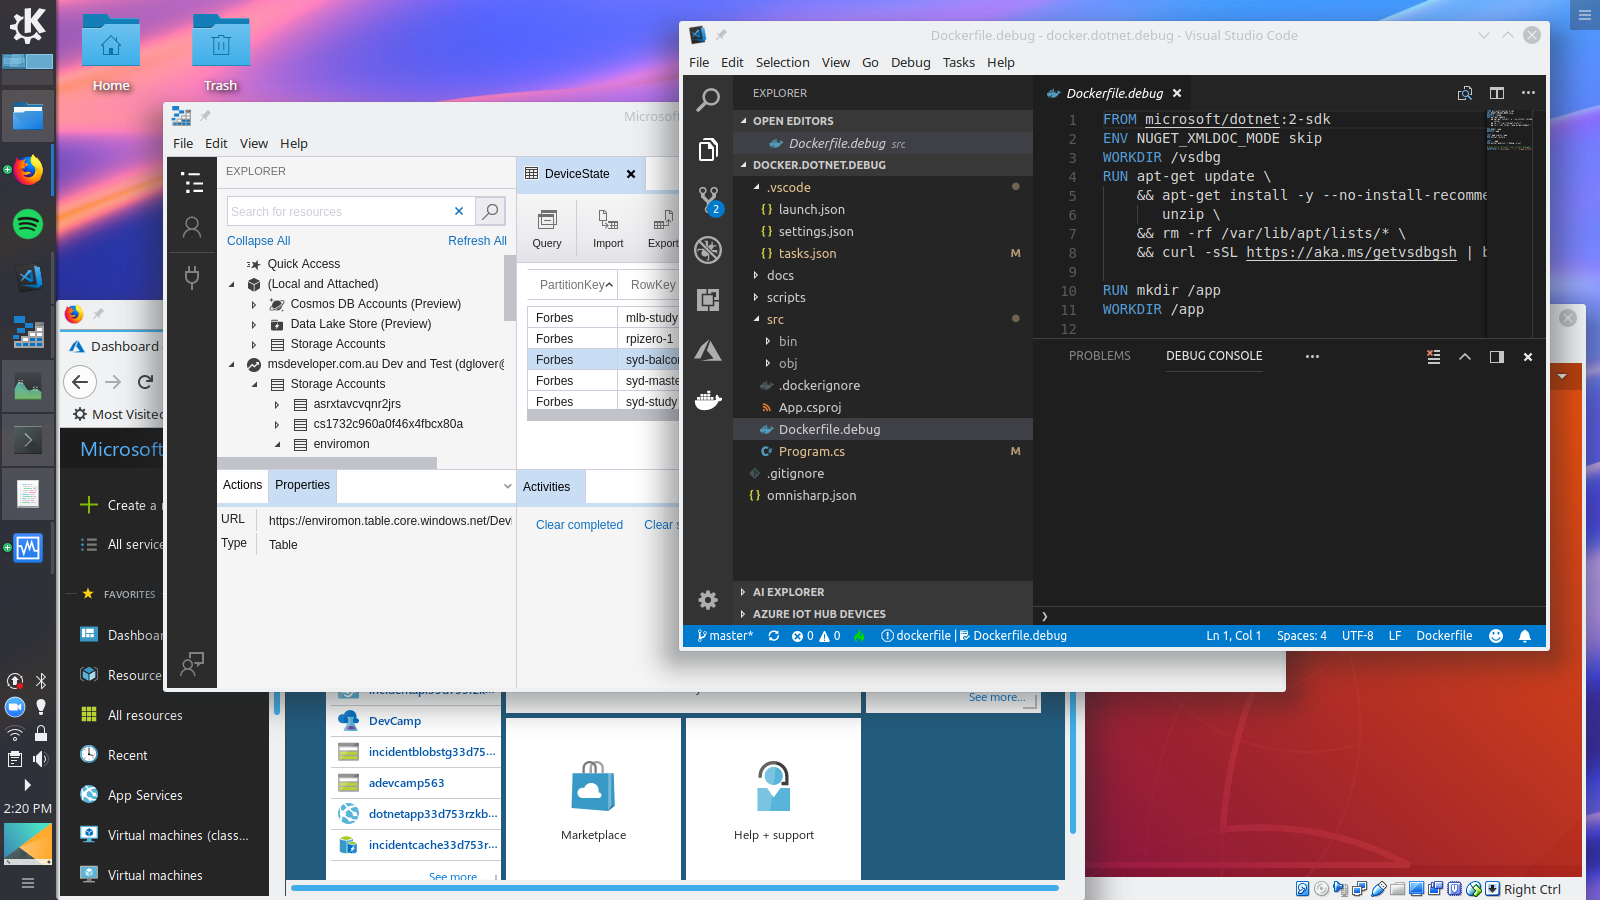 Home
Trash
Dockerfile.debug - docker.dotnet.debug - Visual Studio Code
File Edit Selection View Go Debug Tasks Help
EXPLORER
OPEN EDITORS
Dockerfile.debug src
DOCKER.DOTNET.DEBUG
.vscode
{ } launch.json
{ } settings.json
{ } tasks.json M
docs
scripts
src
bin
obj
.dockerignore
App.csproj
Dockerfile.debug
Program.cs M
.gitignore
{ } omnisharp.json
AI EXPLORER
AZURE IOT HUB DEVICES
2
Dockerfile.debug
1 FROM microsoft/dotnet:2-sdk
2 ENV NUGET_XMLDOC_MODE skip
3 WORKDIR /vsdbg
4 RUN apt-get update \
5 && apt-get install -y --no-install-recomme
6 unzip \
7 && rm -rf /var/lib/apt/lists/* \
8 && curl -sSL https://aka.ms/getvsdbgsh | b
9
10 RUN mkdir /app
11 WORKDIR /app
12
PROBLEMS DEBUG CONSOLE
master* 0 0 dockerfile | Dockerfile.debug Ln 1, Col 1 Spaces: 4 UTF-8 LF Dockerfile
Microsof
File Edit View Help
EXPLORER
Search for resources
Collapse All Refresh All
Quick Access
(Local and Attached)
Cosmos DB Accounts (Preview)
Data Lake Store (Preview)
Storage Accounts
msdeveloper.com.au Dev and Test (dglover@
Storage Accounts
asrxtavcvqnr2jrs
cs1732c960a0f46x4fbcx80a
enviromon
Actions Properties
URL https://enviromon.table.core.windows.net/Dev
Type Table
DeviceState
Query Import Export
PartitionKey RowKey
Forbes mlb-study
Forbes rpizero-1
Forbes syd-balco
Forbes syd-maste
Forbes syd-study
Activities
Clear completed Clear s
Dashboard
Most Visited
Microsoft
Create a r
All service
FAVORITES
Dashboar
Resource
All resources
Recent
App Services
Virtual machines (class...
Virtual machines
incidentapi33d753rzk...
DevCamp
incidentblobstg33d75...
adevcamp563
dotnetapp33d753rzkb...
incidentcache33d753r...
See more...
Marketplace
Help + support
See more...
2:20 PM
Right Ctrl